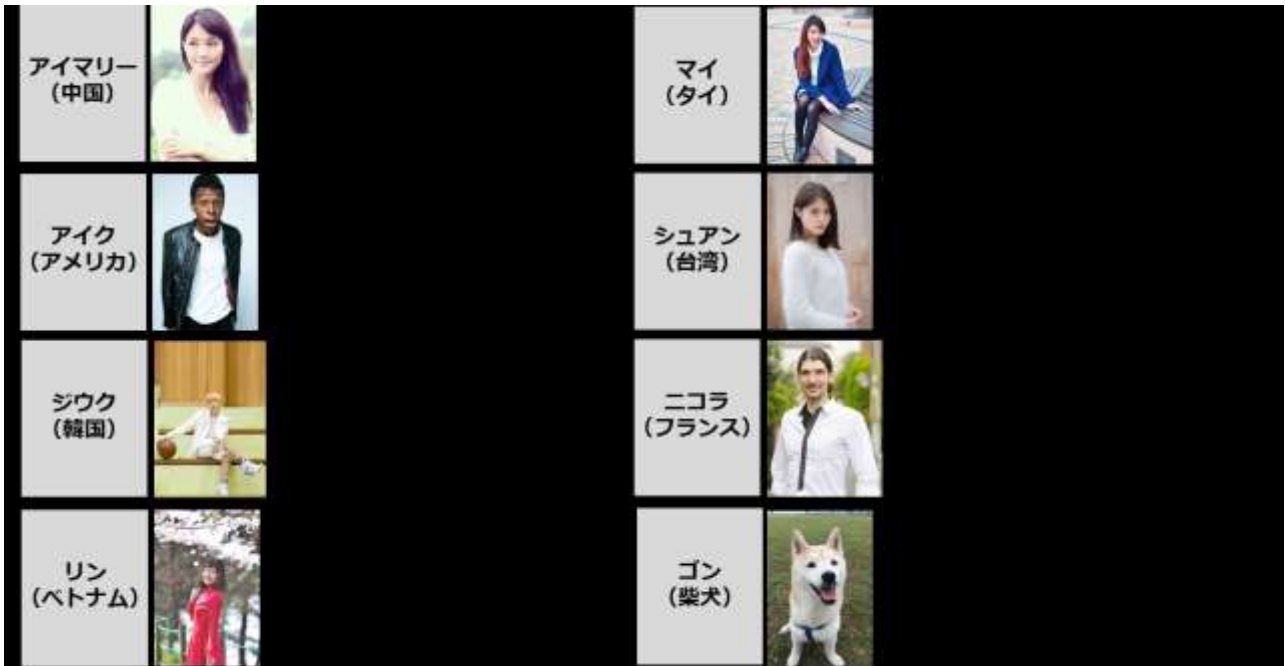 アイマリー
（中国）
アイク
（アメリカ）
ジウク
（韓国）
リン
（ベトナム）
マイ
（タイ）
シュアン
（台湾）
ニコラ
（フランス）
ゴン
（柴犬）